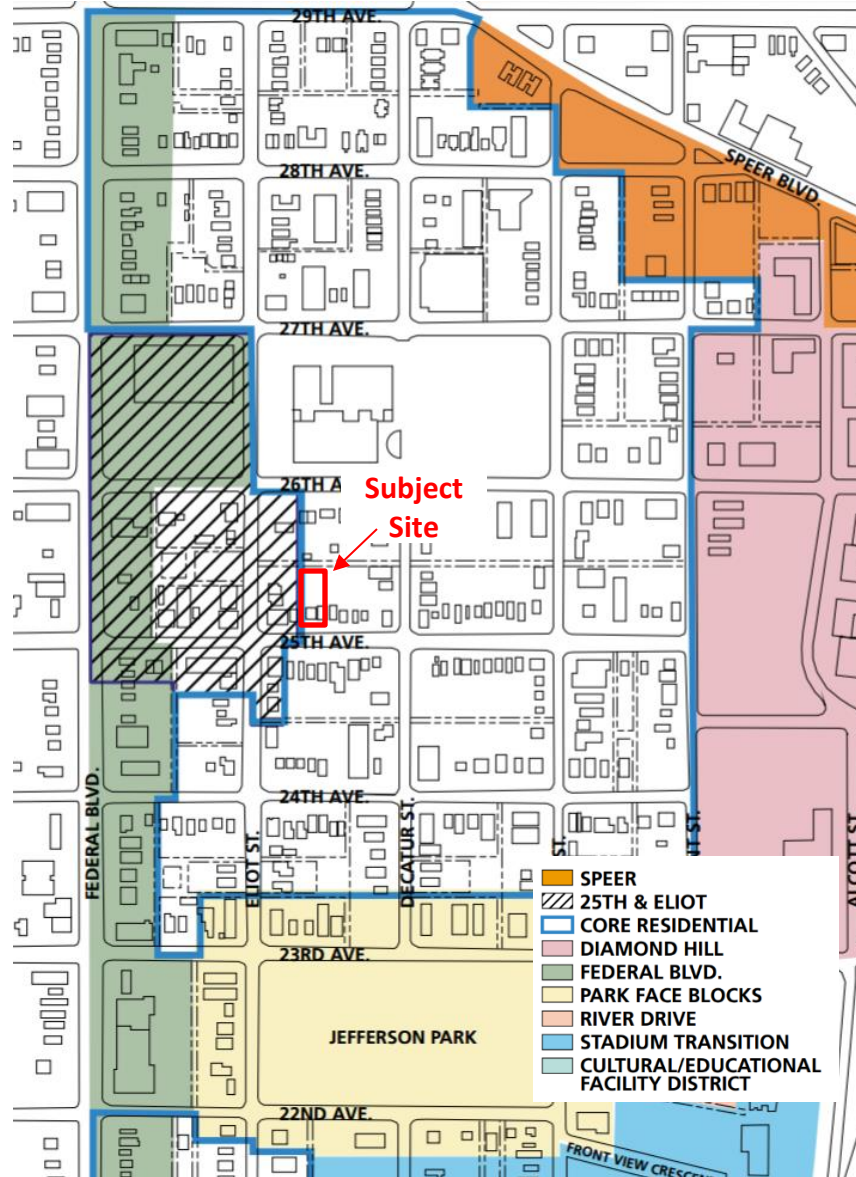 29TH AVE.
SPEER BLVD.
28TH AVE.
27TH AVE.
26TH A
Subject
Site
25TH AVE.
24TH AVE.
FEDERAL BLVD.
ELIOT ST.
DECATUR ST.
ST.
NT ST.
ALCOTT ST
23RD AVE.
JEFFERSON PARK
22ND AVE.
FRONT VIEW CRESCEN
SPEER
25TH & ELIOT
CORE RESIDENTIAL
DIAMOND HILL
FEDERAL BLVD.
PARK FACE BLOCKS
RIVER DRIVE
STADIUM TRANSITION
CULTURAL/EDUCATIONAL
FACILITY DISTRICT